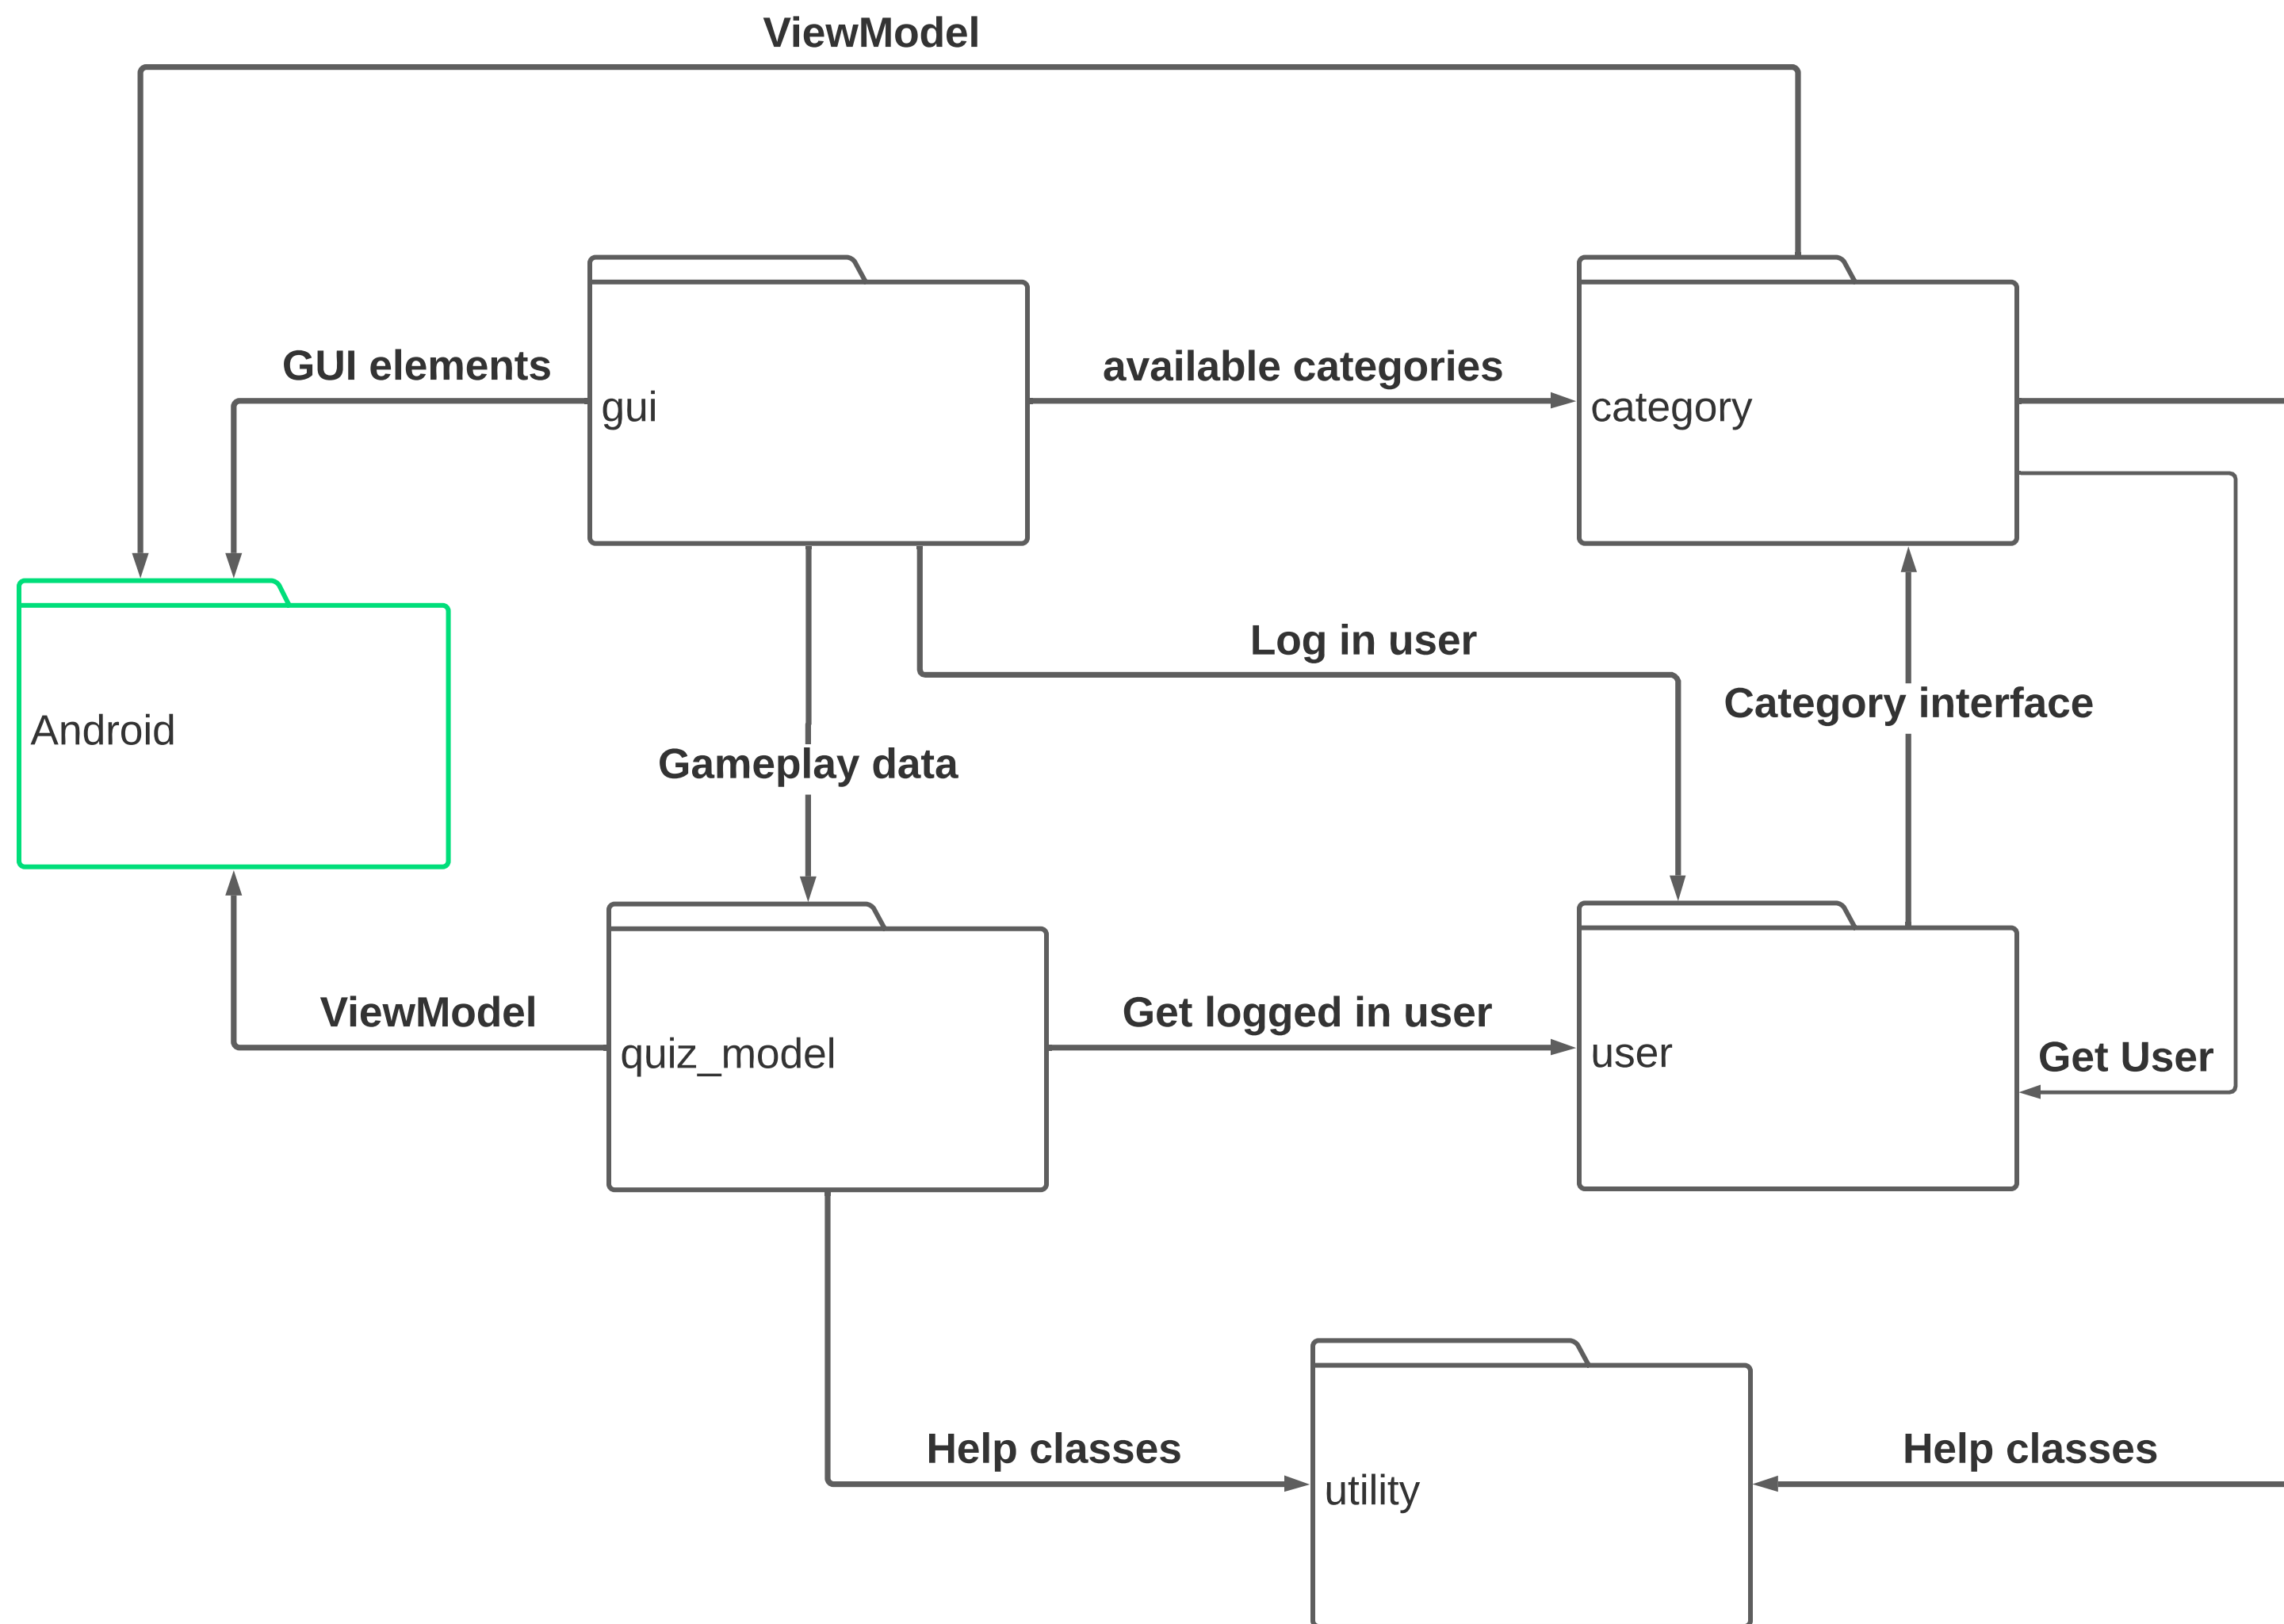 ViewModel
GUI elements
available categories
gui
category
Log in user
Category interface
Android
Gameplay data
ViewModel
Get logged in user
quiz_model
user
Get User
Help classes
Help classes
utility